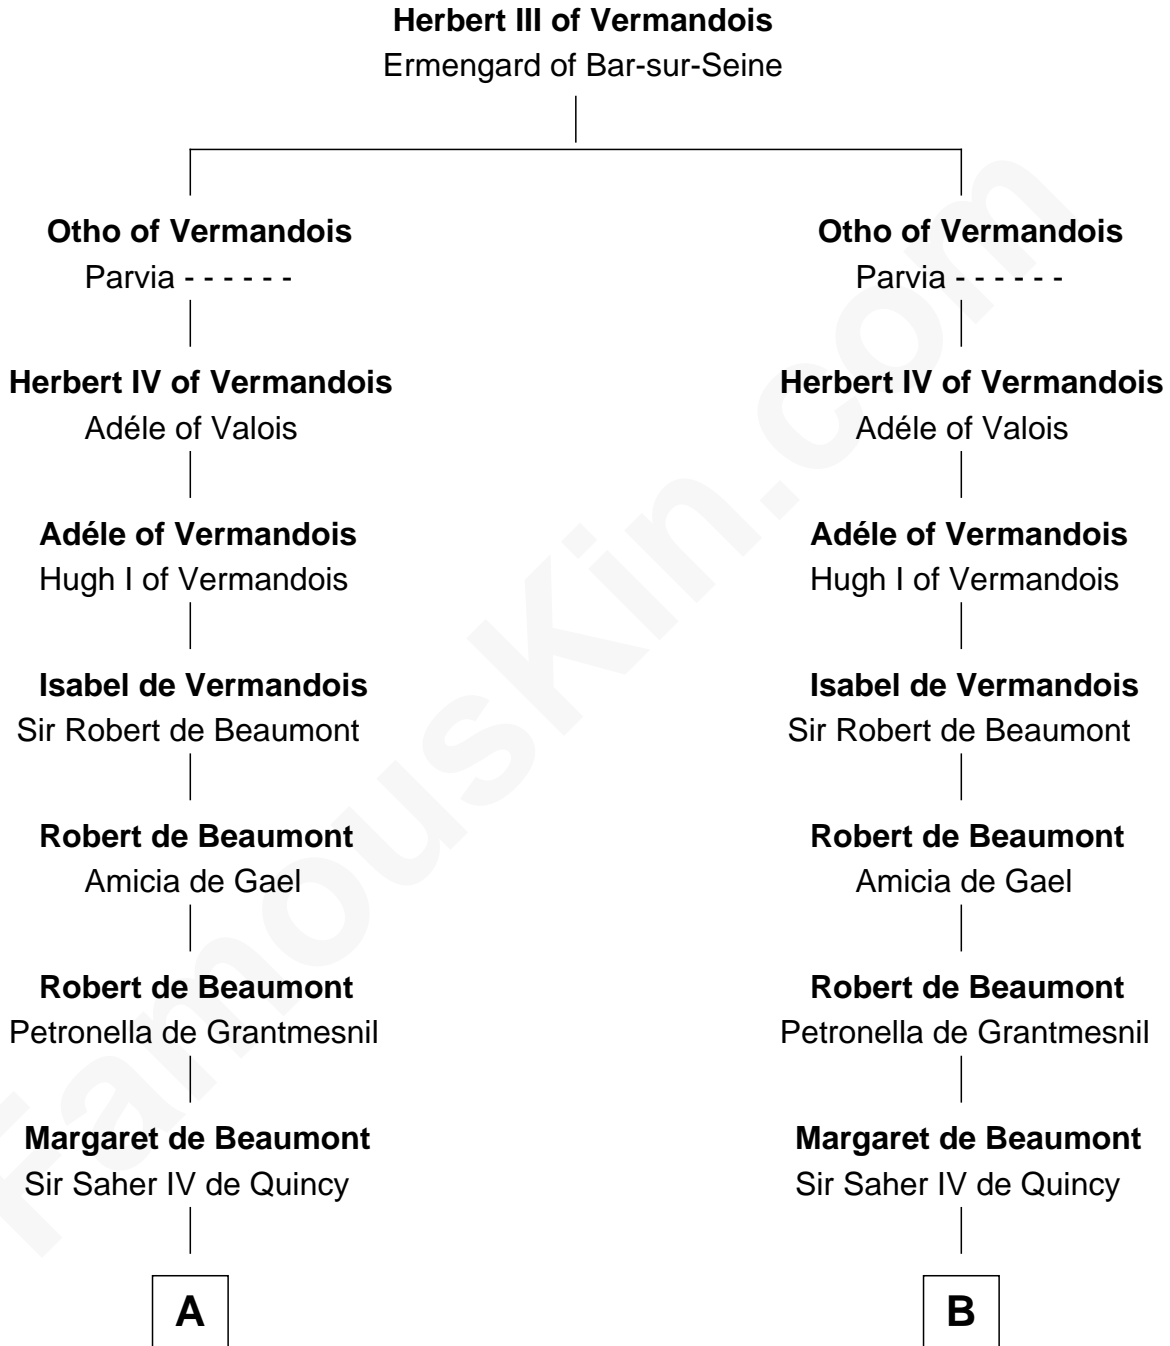 Herbert III of Vermandois
Ermengard of Bar-sur-Seine
Otho of Vermandois
Parvia - - - - - -
Herbert IV of Vermandois
Adéle of Valois
Adéle of Vermandois
Hugh I of Vermandois
Isabel de Vermandois
Sir Robert de Beaumont
Robert de Beaumont
Amicia de Gael
Robert de Beaumont
Petronella de Grantmesnil
Margaret de Beaumont
Sir Saher IV de Quincy
A
Otho of Vermandois
Parvia - - - - - -
Herbert IV of Vermandois
Adéle of Valois
Adéle of Vermandois
Hugh I of Vermandois
Isabel de Vermandois
Sir Robert de Beaumont
Robert de Beaumont
Amicia de Gael
Robert de Beaumont
Petronella de Grantmesnil
Margaret de Beaumont
Sir Saher IV de Quincy
B
FamousKin.com